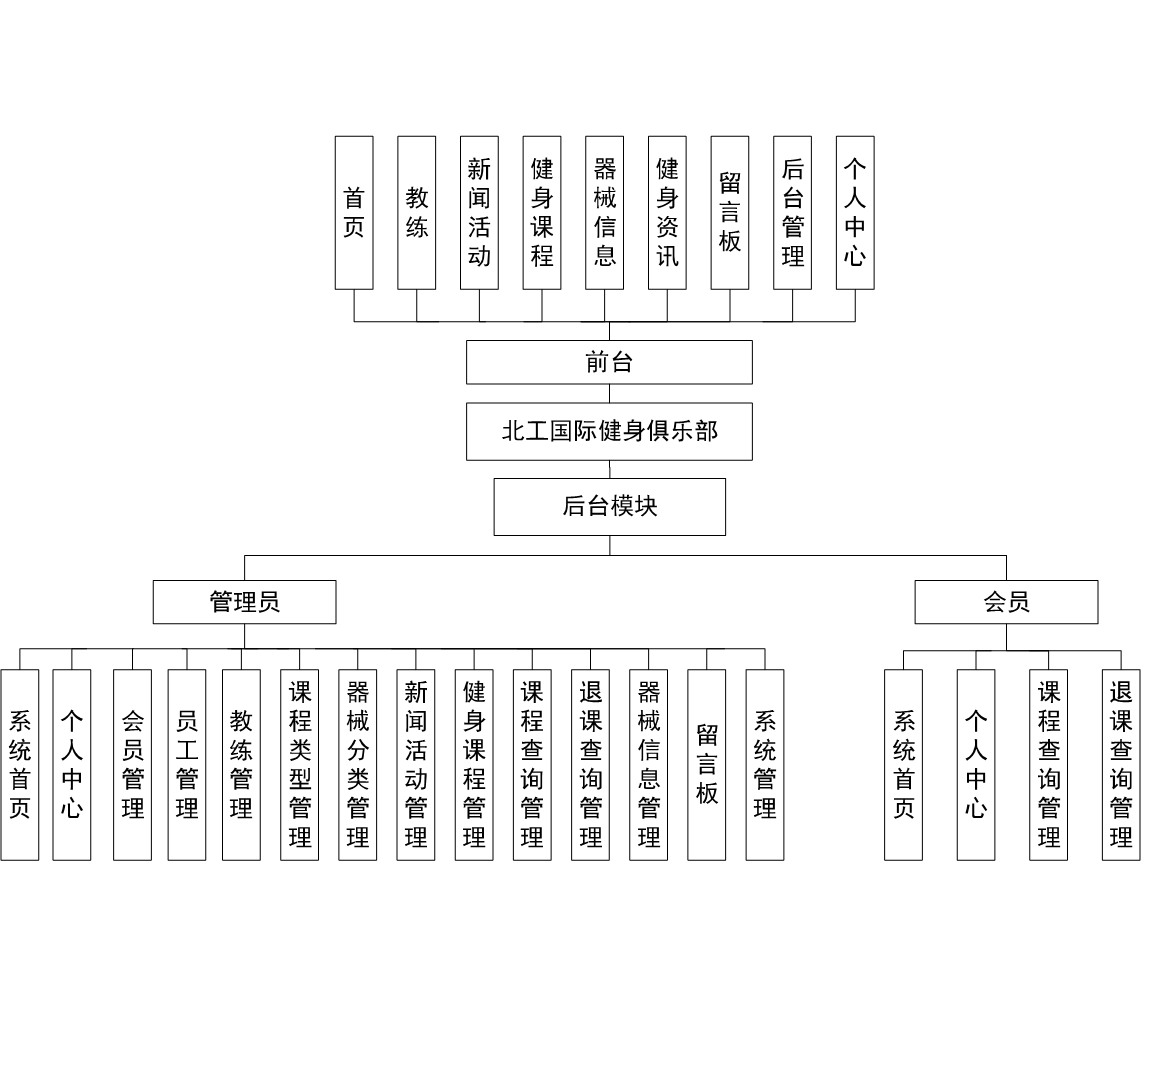 首页
教练
新闻活动
健身课程
器械信息
健身资讯
留言板
后台管理
个人中心
前台
北工国际健身俱乐部
后台模块
管理员
会员
系统首页
个人中心
会员管理
员工管理
教练管理
课程类型管理
器械分类管理
新闻活动管理
健身课程管理
课程查询管理
退课查询管理
器械信息管理
留言板
系统管理
系统首页
个人中心
课程查询管理
退课查询管理